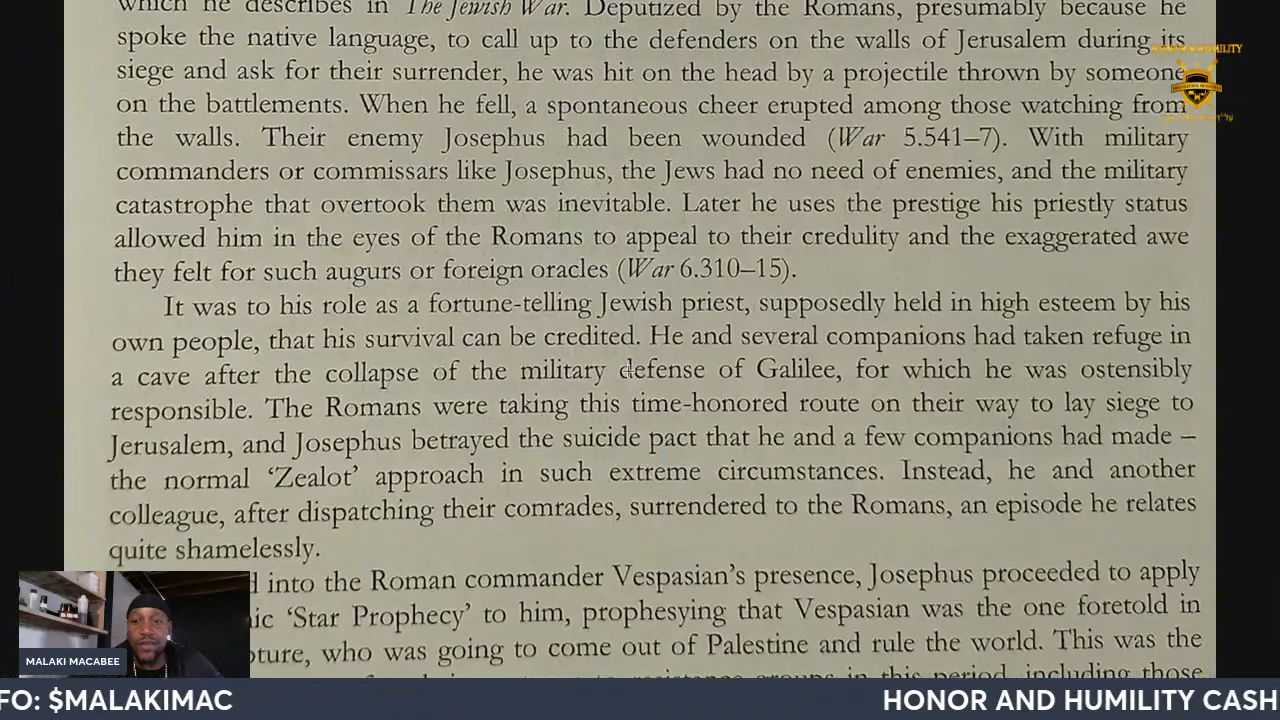 which he describes in The Jewish War. Deputized by the Romans, presumably because he
spoke the native language, to call up to the defenders on the walls of Jerusalem during its
siege and ask for their surrender, he was hit on the head by a projectile thrown by someone
on the battlements. When he fell, a spontaneous cheer erupted among those watching from
the walls. Their enemy Josephus had been wounded (War 5.541–7). With military
commanders or commissars like Josephus, the Jews had no need of enemies, and the military
catastrophe that overtook them was inevitable. Later he uses the prestige his priestly status
allowed him in the eyes of the Romans to appeal to their credulity and the exaggerated awe
they felt for such augurs or foreign oracles (War 6.310–15).
It was to his role as a fortune-telling Jewish priest, supposedly held in high esteem by his
own people, that his survival can be credited. He and several companions had taken refuge in
a cave after the collapse of the military defense of Galilee, for which he was ostensibly
responsible. The Romans were taking this time-honored route on their way to lay siege to
Jerusalem, and Josephus betrayed the suicide pact that he and a few companions had made –
the normal ‘Zealot’ approach in such extreme circumstances. Instead, he and another
colleague, after dispatching their comrades, surrendered to the Romans, an episode he relates
quite shamelessly.
into the Roman commander Vespasian’s presence, Josephus proceeded to apply
‘Star Prophecy’ to him, prophesying that Vespasian was the one foretold in
who was going to come out of Palestine and rule the world. This was the
in this period, including those
HONOR & HUMILITY
MALAKI MACABEE
FO: $MALAKIMAC
HONOR AND HUMILITY CASH